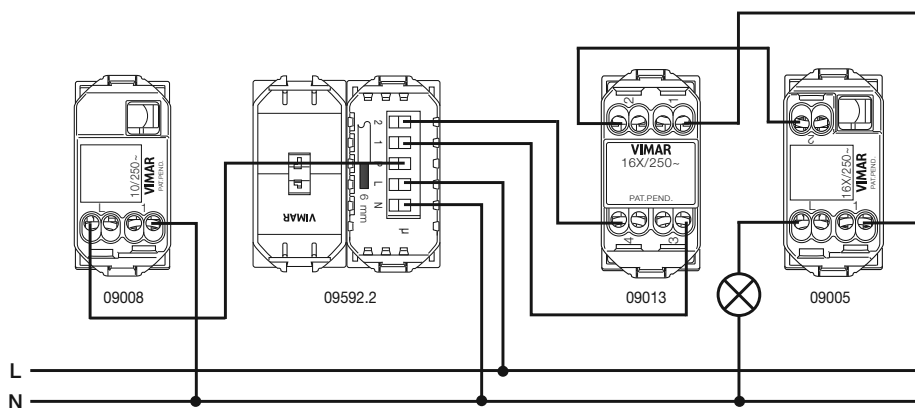 10/250~
VIMAR
PAT.PEND.
L
1
09008
VIMAR
2
1
P
L
N
6 mm
µ
09592.2
2
1
VIMAR
16X/250~
PAT.PEND.
4
3
09013
2
16X/250~
VIMAR
PAT.PEND.
L
1
09005
L
N